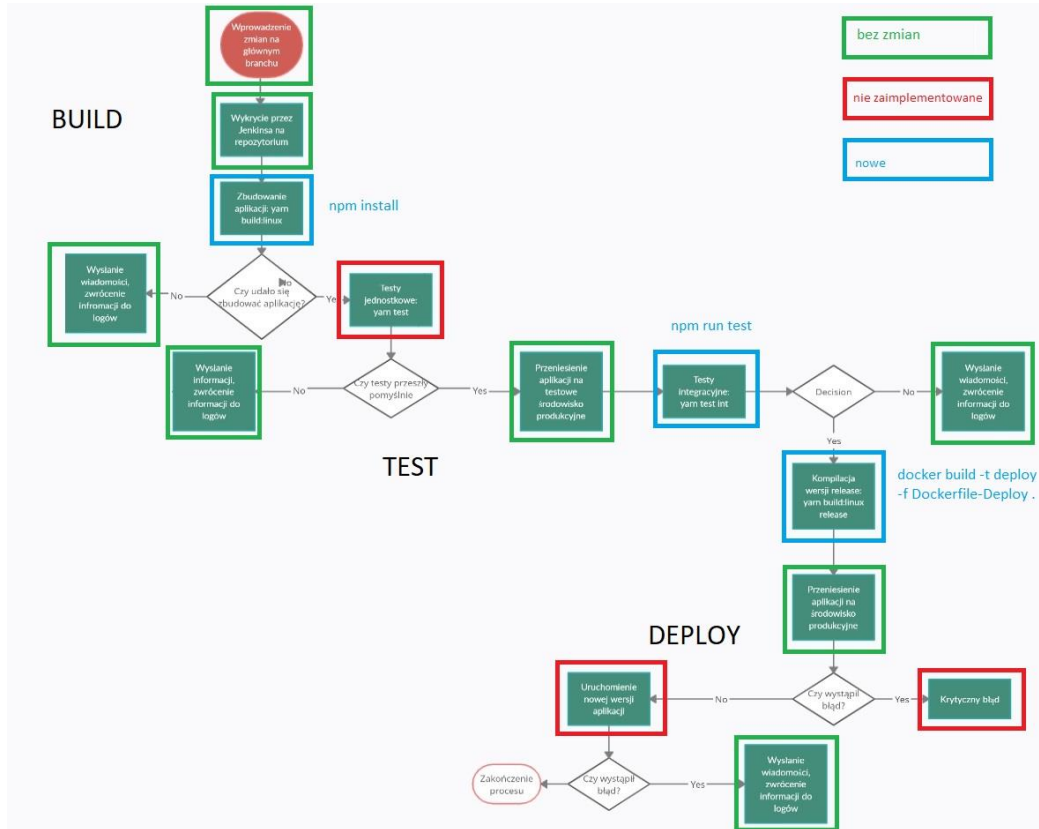 Wprowadzenie
zmian na
głównym
branchu
bez zmian
BUILD
Wykrycie przez
Jenkinsa na
repozytorium
nie zaimplementowane
nowe
Zbudowanie
aplikacji: yarn
build:linux
npm install
Wysłanie
wiadomości,
zwrócenie
infromacji do
logów
No
No
Czy udało się
zbudować aplikację?
Yes
Testy
jednostkowe:
yarn test
npm run test
Wysłanie
informacji,
zwrócenie
informacji do
logów
No
Czy testy przeszły
pomyślnie
Yes
Przeniesienie
aplikacji na
testowe
środowisko
produkcyjne
Testy
integracyjne:
yarn test int
Decision
No
Wysłanie
wiadomości,
zwrócenie
informacji do
logów
Yes
TEST
Kompilacja
wersji release:
yarn build:linux
release
docker build -t deploy
-f Dockerfile-Deploy .
Przeniesienie
aplikacji na
środowisko
produkcyjne
DEPLOY
Uruchomienie
nowej wersji
aplikacji
No
Czy wystąpił
błąd?
Yes
Krytyczny błąd
Zakończenie
procesu
Czy wystąpił
błąd?
Yes
Wysłanie
wiadomości,
zwrócenie
informacji do
logów